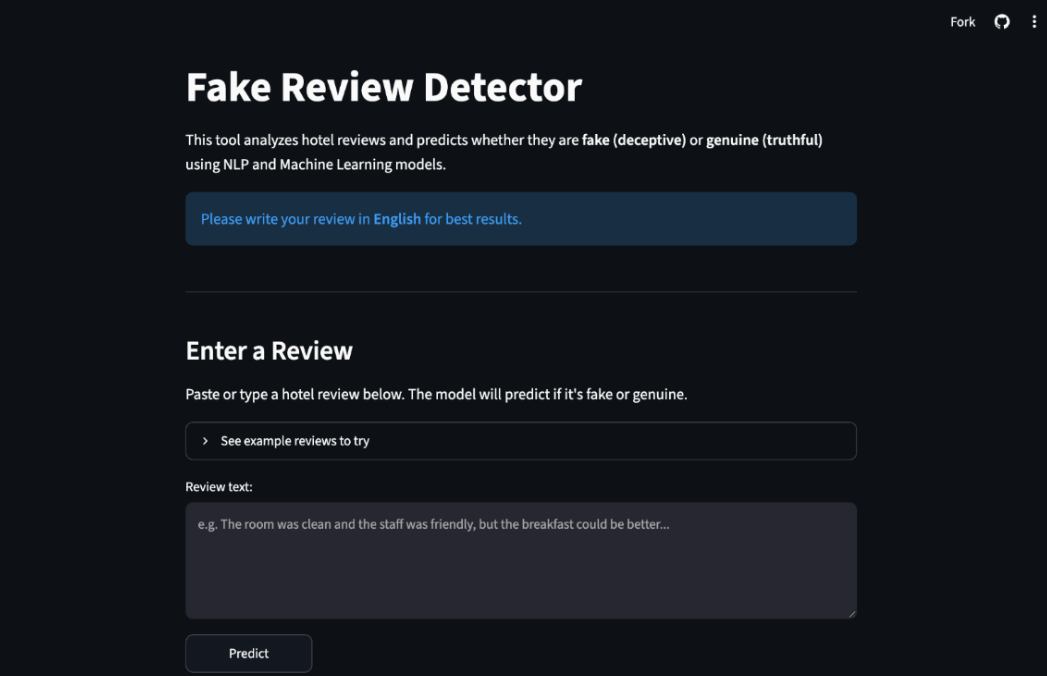 Fork
Fake Review Detector
This tool analyzes hotel reviews and predicts whether they are fake (deceptive) or genuine (truthful)
using NLP and Machine Learning models.
Please write your review in English for best results.
Enter a Review
Paste or type a hotel review below. The model will predict if it's fake or genuine.
See example reviews to try
Review text:
e.g. The room was clean and the staff was friendly, but the breakfast could be better...
Predict